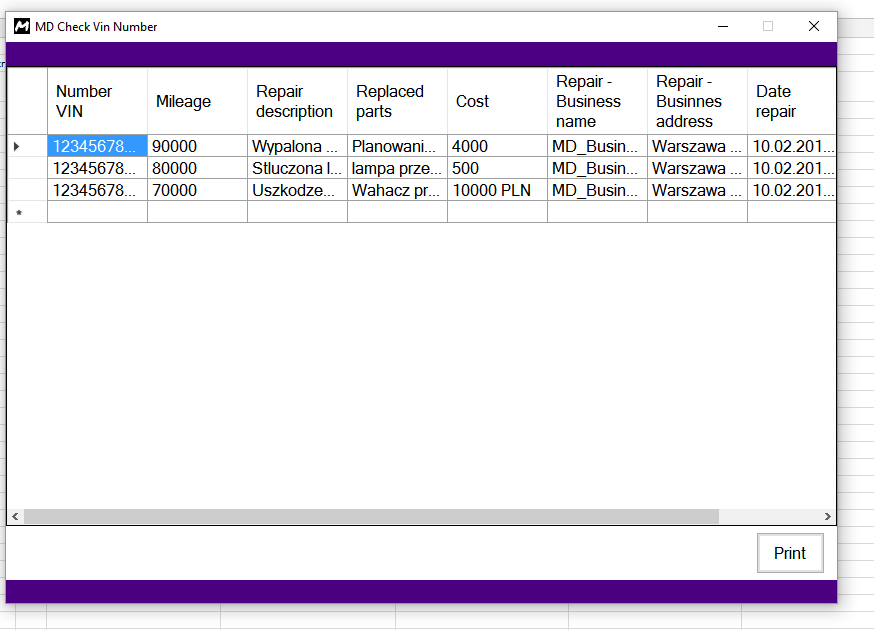 MD Check Vin Number
Number VIN
Mileage
Repair description
Replaced parts
Cost
Repair - Business name
Repair - Businnes address
Date repair
12345678... 90000 Wypalona ... Planowani... 4000 MD_Busin... Warszawa ... 10.02.201...
12345678... 80000 Stluczona l... lampa prze... 500 MD_Busin... Warszawa ... 10.02.201...
12345678... 70000 Uszkodze... Wahacz pr... 10000 PLN MD_Busin... Warszawa ... 10.02.201...
Print